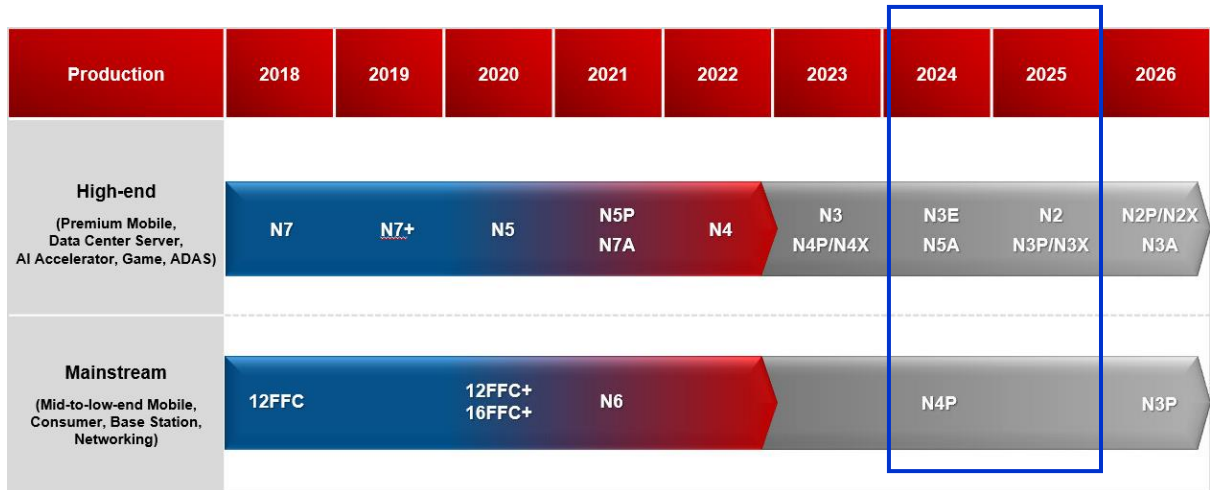 Production
2018
2019
2020
2021
2022
2023
2024
2025
2026
High-end
(Premium Mobile,
Data Center Server,
AI Accelerator, Game, ADAS)
N7
N7+
N5
N5P
N7A
N4
N3
N4P/N4X
N3E
N5A
N2
N3P/N3X
N2P/N2X
N3A
Mainstream
(Mid-to-low-end Mobile,
Consumer, Base Station,
Networking)
12FFC
12FFC+
16FFC+
N6
N4P
N3P